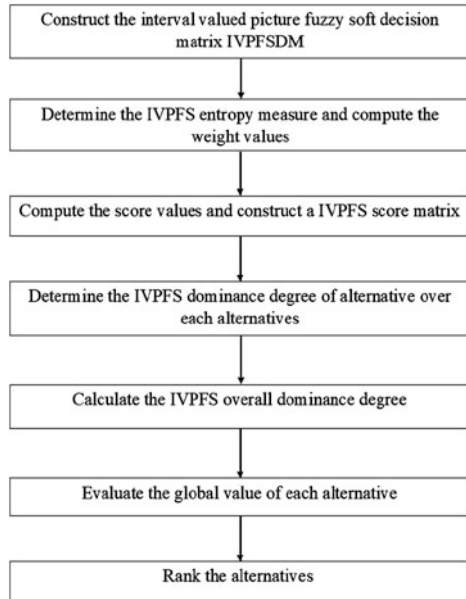 Construct the interval valued picture fuzzy soft decision
matrix IVPFSDM
Determine the IVPFS entropy measure and compute the
weight values
Compute the score values and construct a IVPFS score matrix
Determine the IVPFS dominance degree of alternative over
each alternatives
Calculate the IVPFS overall dominance degree
Evaluate the global value of each alternative
Rank the alternatives